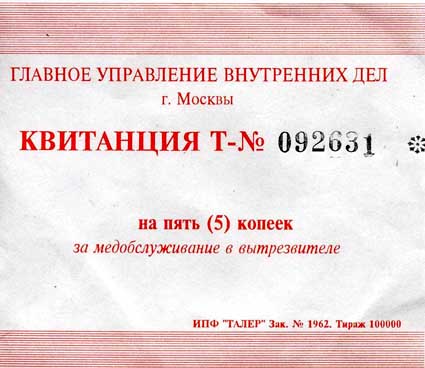 ГЛАВНОЕ УПРАВЛЕНИЕ ВНУТРЕННИХ ДЕЛ
г. Москвы
КВИТАНЦИЯ Т-№ 092631 *
на пять (5) копеек
за медобслуживание в вытрезвителе
ИПФ "ТАЛЕР" Зак. № 1962. Тираж 100000